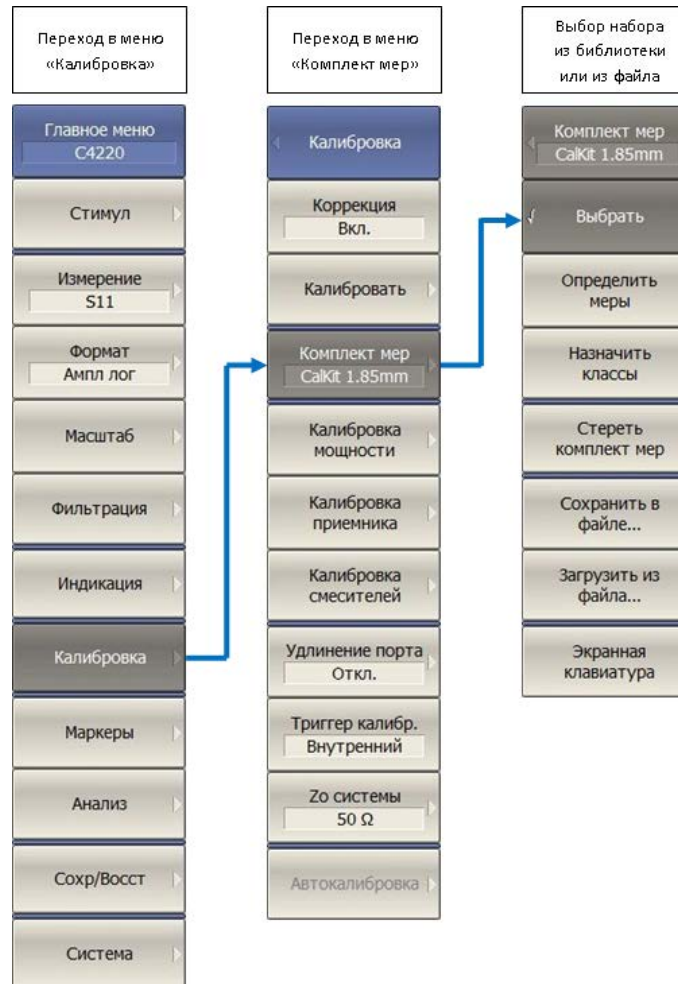 Переход в меню
«Калибровка»
Главное меню
C4220
Стимул
Измерение
S11
Формат
Ампл лог
Масштаб
Фильтрация
Индикация
Калибровка
Маркеры
Анализ
Сохр/Восст
Система
Переход в меню
«Комплект мер»
Калибровка
Коррекция
Вкл.
Калибровать
Комплект мер
CalKit 1.85mm
Калибровка
мощности
Калибровка
приемника
Калибровка
смесителей
Удлинение порта
Откл.
Триггер калибр.
Внутренний
Zo системы
50 Ω
Автокалибровка
Выбор набора
из библиотеки
или из файла
Комплект мер
CalKit 1.85mm
Выбрать
Определить
меры
Назначить
классы
Стереть
комплект мер
Сохранить в
файле...
Загрузить из
файла...
Экранная
клавиатура